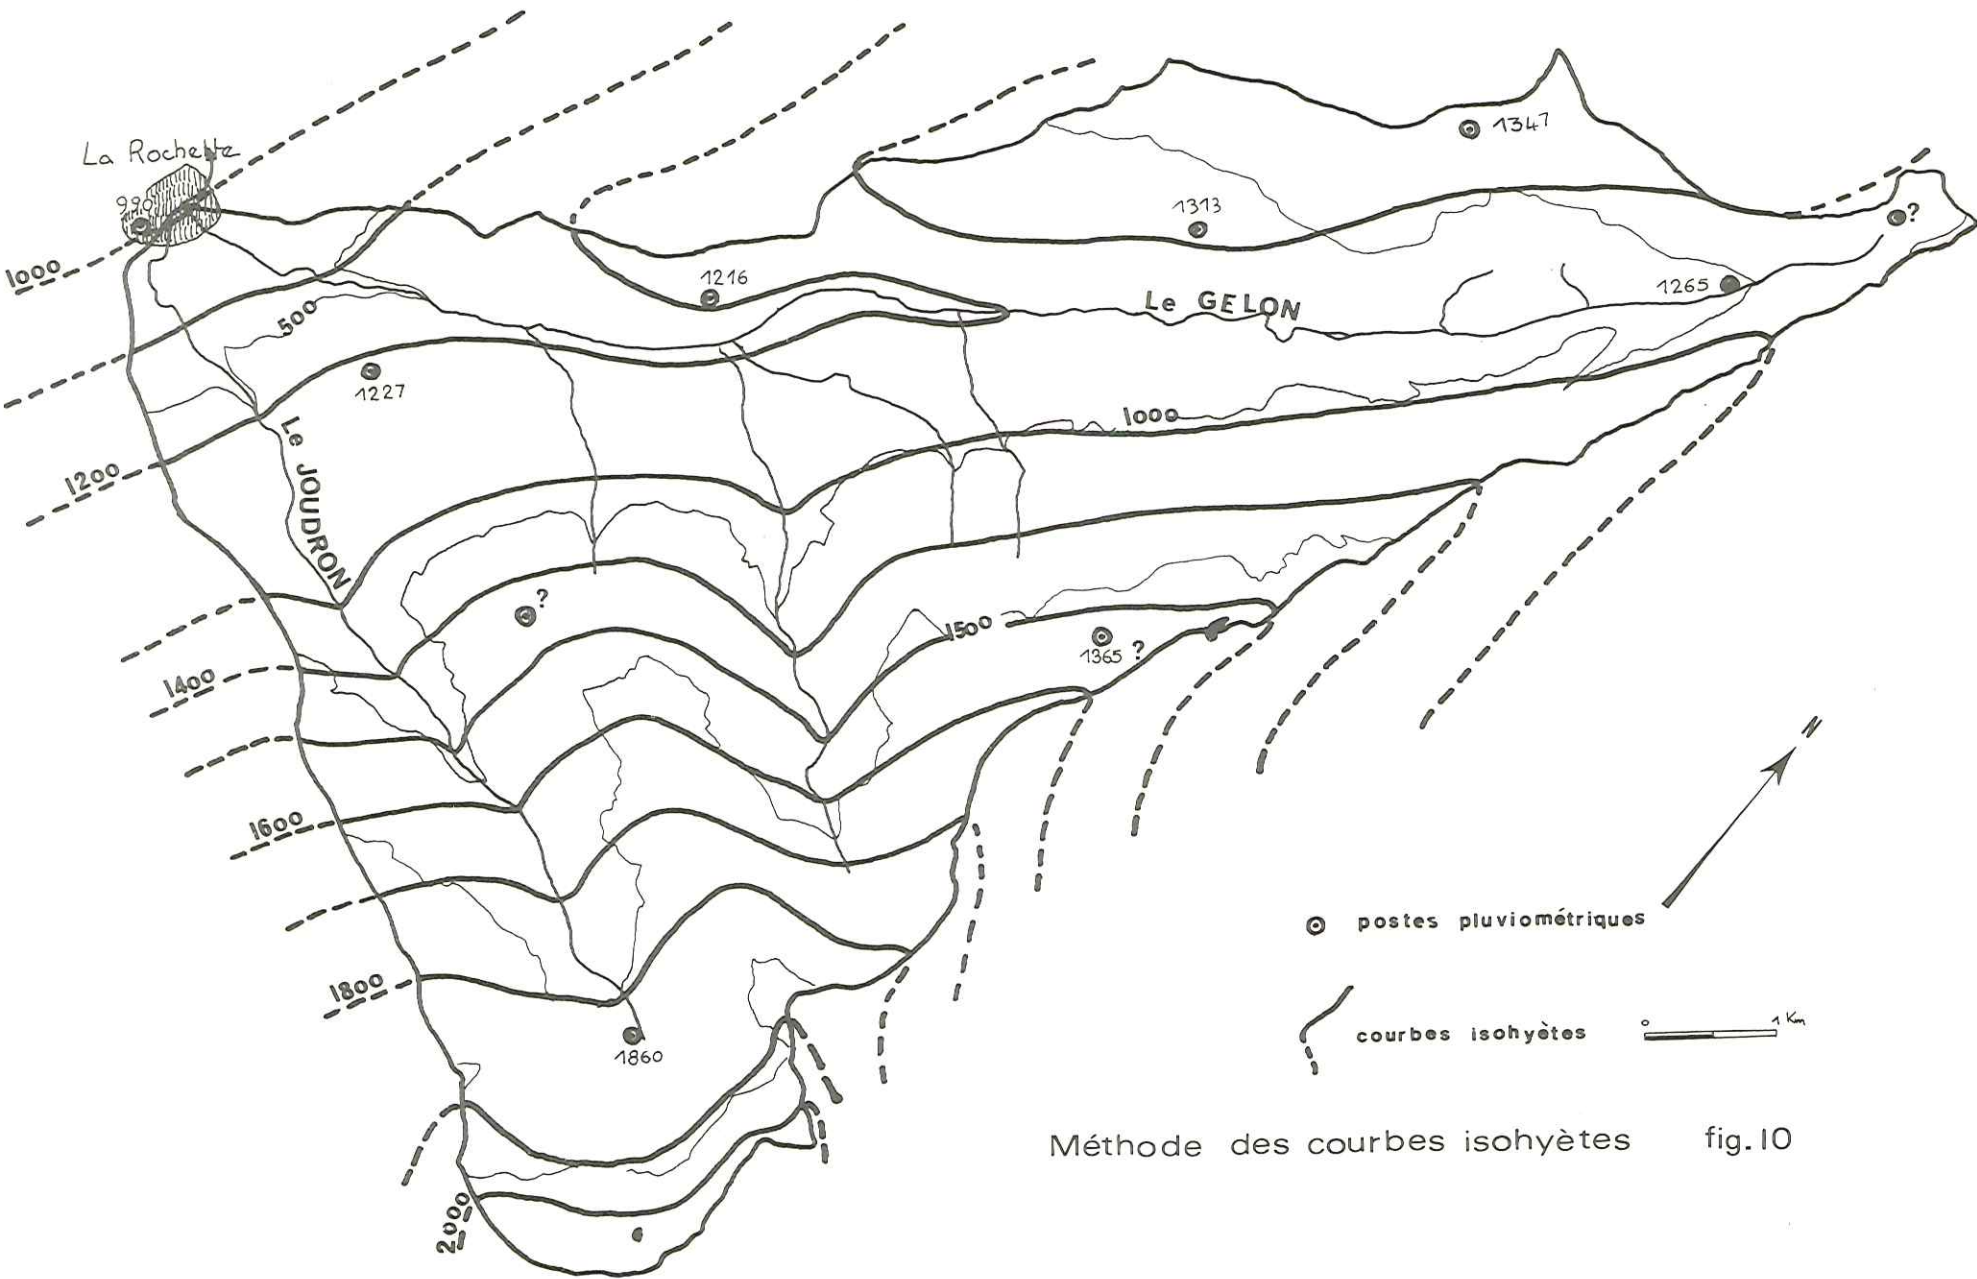 La Rochette
990
1000
500
1216
1227
1200
Le JOUDRON
1347
1313
?
1265
Le GELON
1000
?
1500
1365 ?
1400
1600
1800
1860
2000
N
postes pluviométriques
courbes isohyètes
0 1 Km
Méthode des courbes isohyètes fig.10